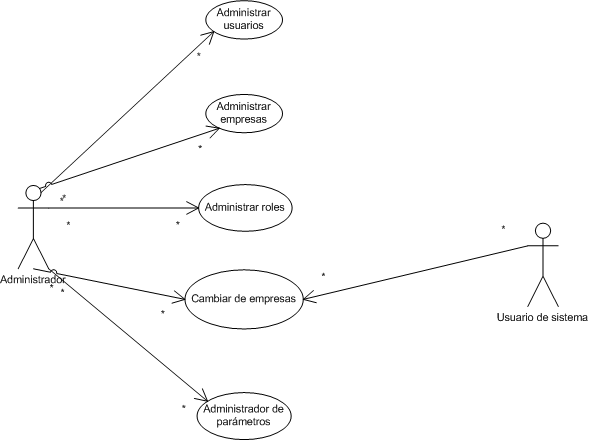 Administrar
usuarios
*
Administrar
empresas
*
*
*
Administrar roles
*
*
*
Administrador
*
*
Cambiar de empresas
*
*
Usuario de sistema
*
Administrador de
parámetros